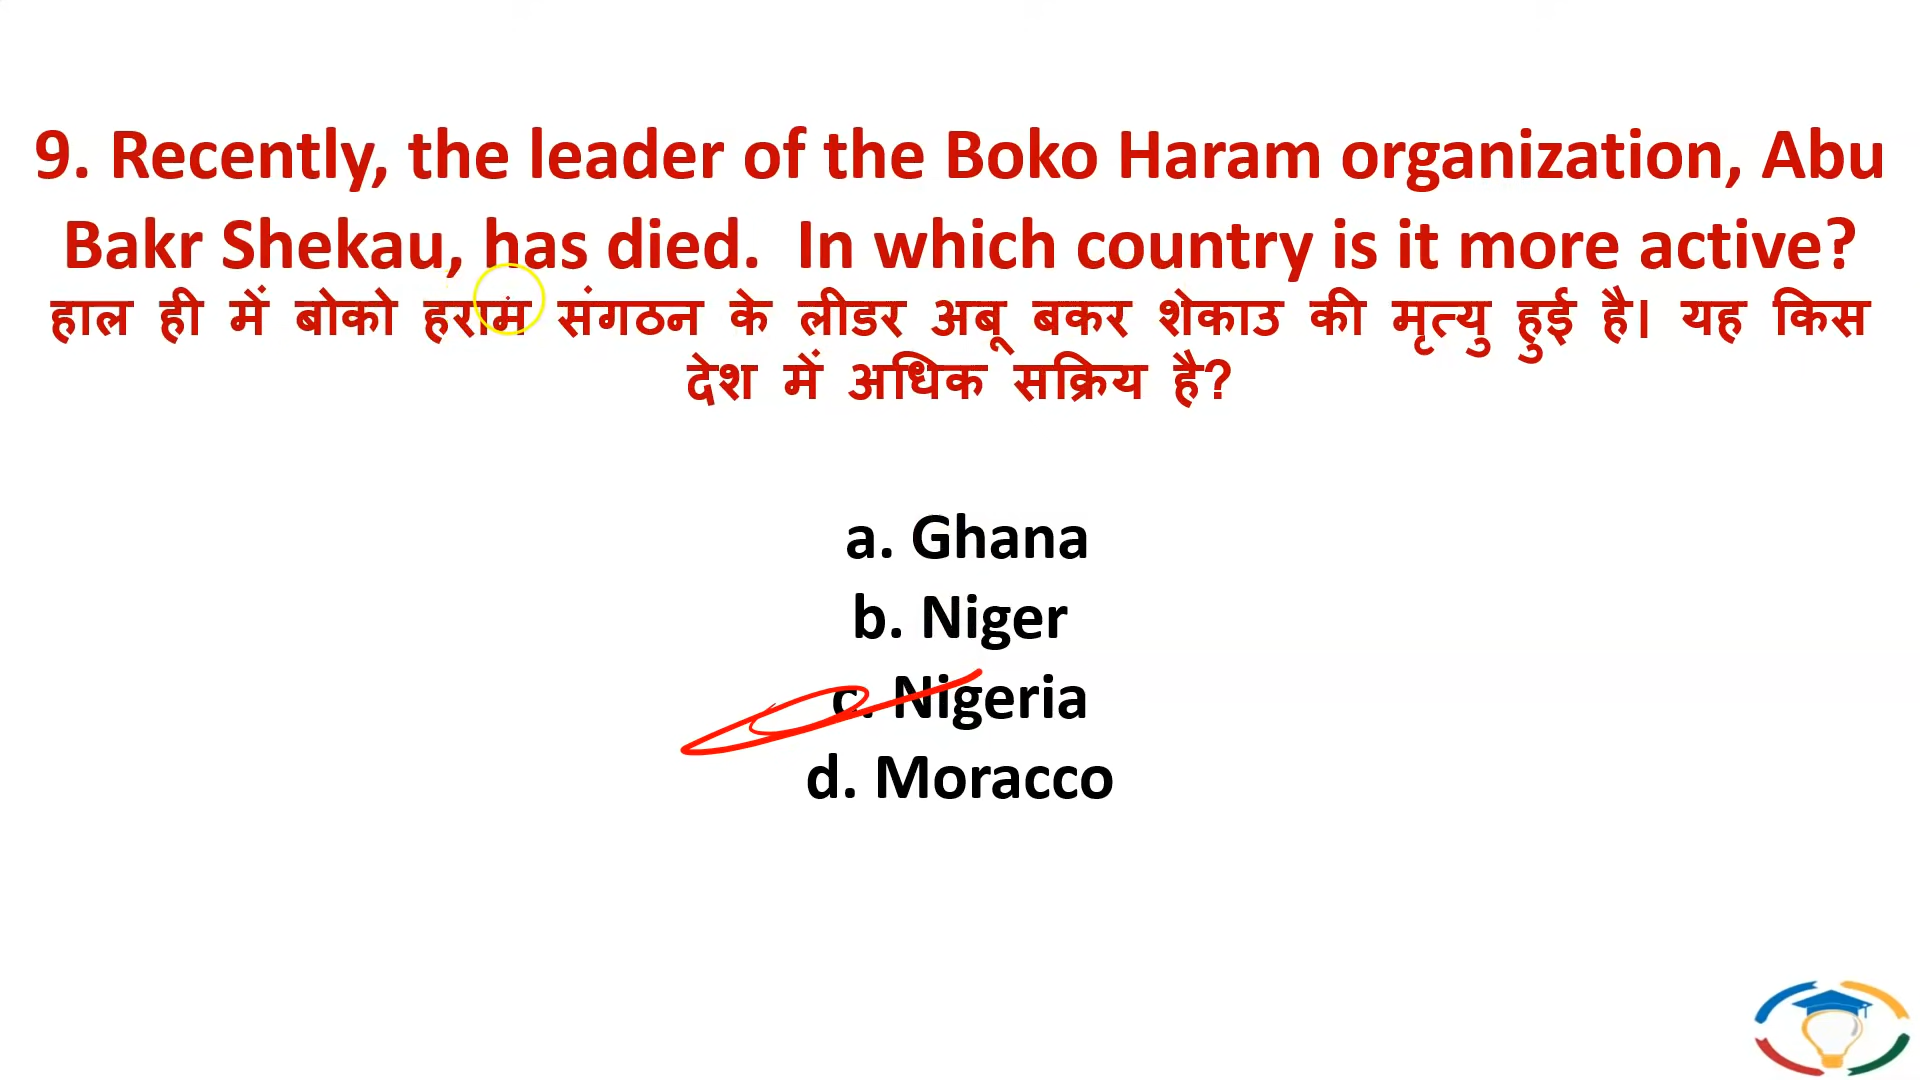 9. Recently, the leader of the Boko Haram organization, Abu
Bakr Shekau, has died. In which country is it more active?
हाल ही में बोको हराम संगठन के लीडर अबू बकर शेकाउ की मृत्यु हुई है। यह किस
देश में अधिक सक्रिय है?
a. Ghana
b. Niger
c. Nigeria
d. Moracco